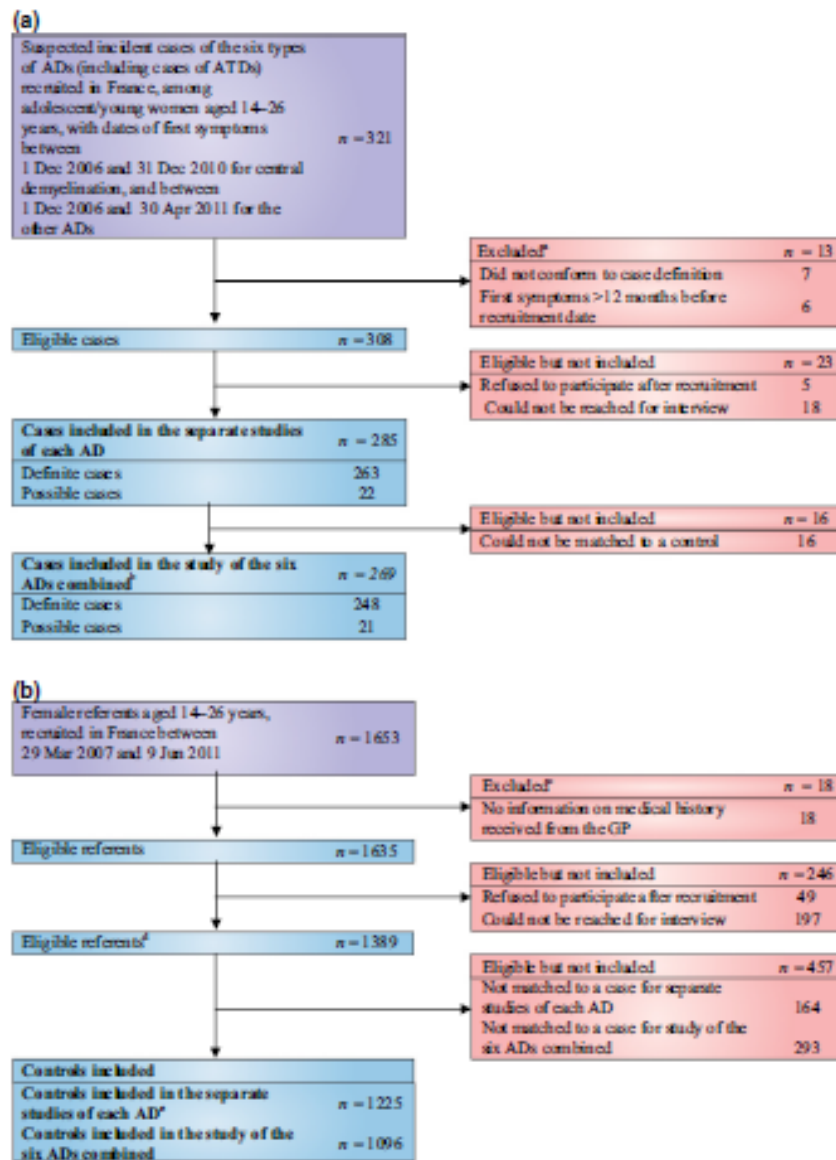 (a)
Suspected incident cases of the six types
of ADs (including cases of ATDs)
recruited in France, among
adolescent/young women aged 14–26
years, with dates of first symptoms
between
n = 321
1 Dec 2006 and 31 Dec 2010 for central
demyelination, and between
1 Dec 2006 and 30 Apr 2011 for the
other ADs
Excludedª n = 13
Did not conform to case definition 7
First symptoms >12 months before
recruitment date 6
Eligible cases n = 308
Eligible but not included n = 23
Refused to participate after recruitment 5
Could not be reached for interview 18
Cases included in the separate studies
of each AD n = 285
Definite cases 263
Possible cases 22
Eligible but not included n = 16
Could not be matched to a control 16
Cases included in the study of the six
ADs combinedᵇ n = 269
Definite cases 248
Possible cases 21
(b)
Female referents aged 14–26 years,
recruited in France between
29 Mar 2007 and 9 Jun 2011
n = 1653
Excluded n = 18
No information on medical history
received from the GP 18
Eligible referents n = 1635
Eligible but not included n = 246
Refused to participate after recruitment 49
Could not be reached for interview 197
Eligible referentsᵈ n = 1389
Eligible but not included n = 457
Not matched to a case for separate
studies of each AD 164
Not matched to a case for study of the
six ADs combined 293
Controls included
Controls included in the separate
studies of each ADᵉ n = 1225
Controls included in the study of the
six ADs combined n = 1096